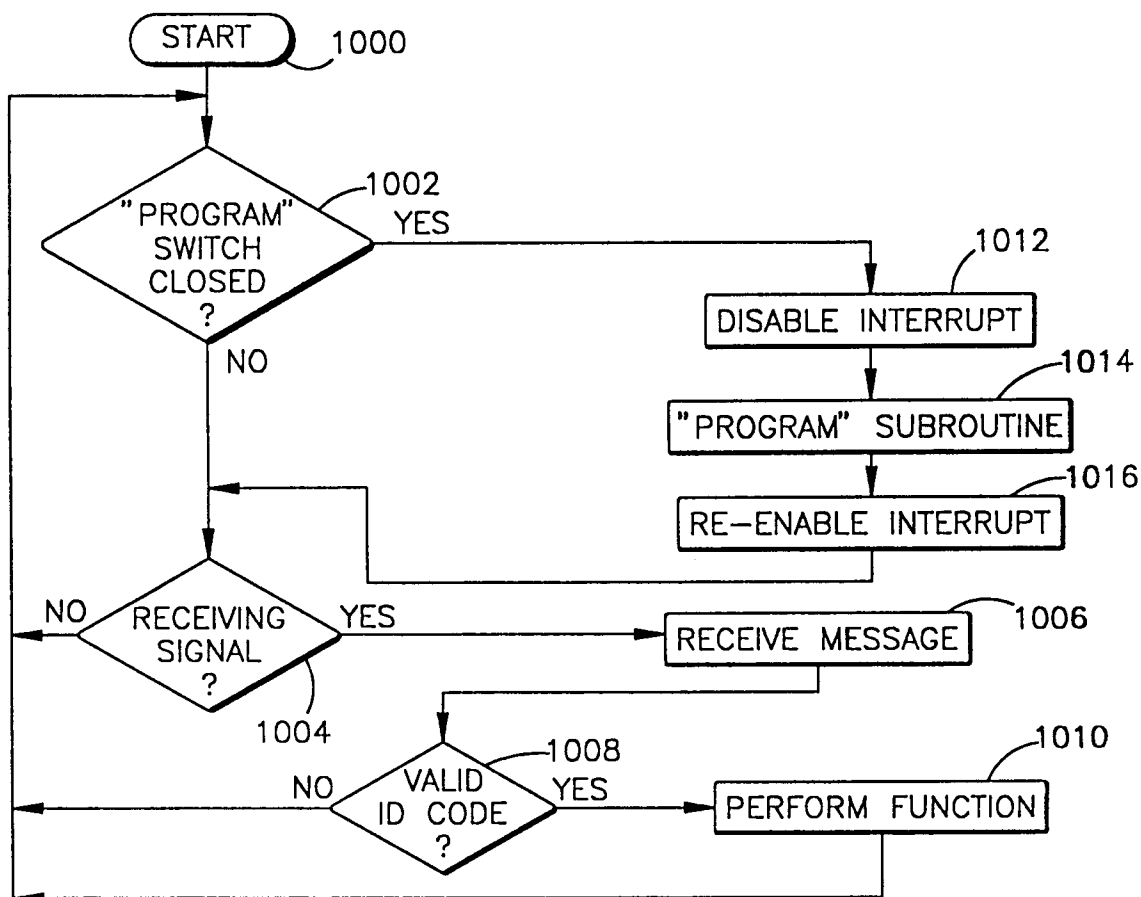 START
1000
"PROGRAM"
SWITCH
CLOSED
?
1002
YES
NO
1012
DISABLE INTERRUPT
1014
"PROGRAM" SUBROUTINE
1016
RE-ENABLE INTERRUPT
NO
RECEIVING
SIGNAL
?
YES
1004
1006
RECEIVE MESSAGE
1008
NO
VALID
ID CODE
?
YES
1010
PERFORM FUNCTION